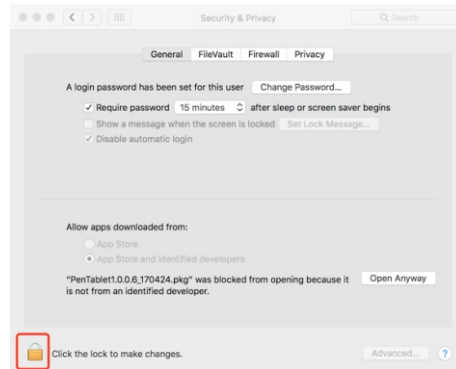 Security & Privacy
Search
General FileVault Firewall Privacy
A login password has been set for this user Change Password...
Require password 15 minutes after sleep or screen saver begins
Show a message when the screen is locked Set Lock Message...
Disable automatic login
Allow apps downloaded from:
App Store
App Store and identified developers
"PenTablet1.0.0.6_170424.pkg" was blocked from opening because it Open Anyway
is not from an identified developer.
Click the lock to make changes. Advanced... ?